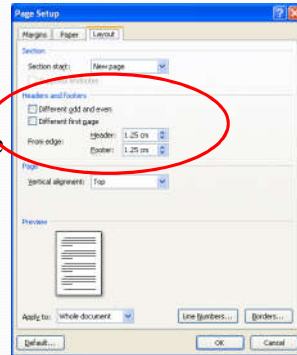 Page Setup
Margins Paper Layout
Section
Section start: New page
Headers and footers
Different odd and even
Different first page
From edge: Header: 1.25 cm
Footer: 1.25 cm
Page
Vertical alignment: Top
Preview
Apply to: Whole document Line Numbers... Borders...
Default... OK Cancel